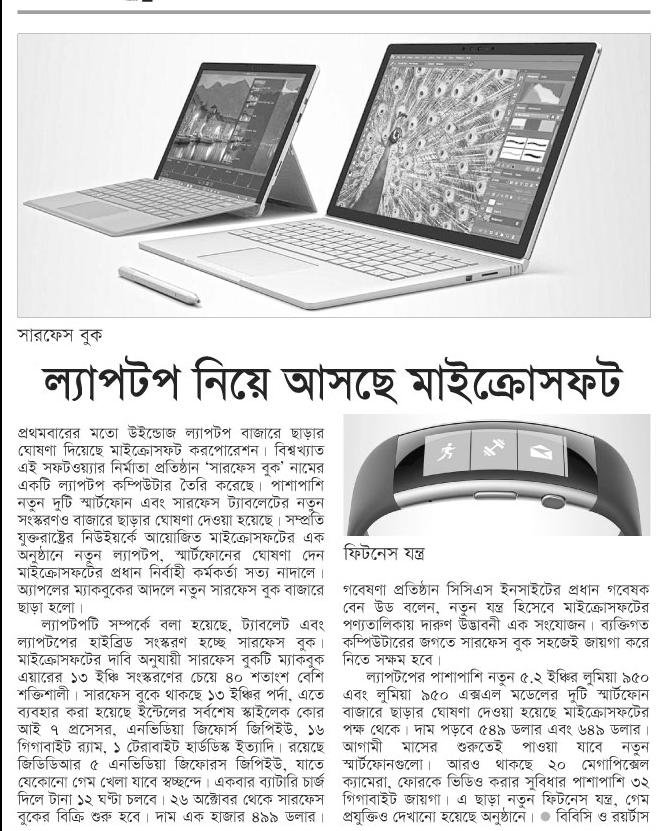 সারফেস বুক
ল্যাপটপ নিয়ে আসছে মাইক্রোসফট
প্রথমবারের মতো উইন্ডোজ ল্যাপটপ বাজারে ছাড়ার
ঘোষণা দিয়েছে মাইক্রোসফট করপোরেশন। বিশ্বখ্যাত
এই সফটওয়্যার নির্মাতা প্রতিষ্ঠান ‘সারফেস বুক’ নামের
একটি ল্যাপটপ কম্পিউটার তৈরি করেছে। পাশাপাশি
নতুন দুটি স্মার্টফোন এবং সারফেস ট্যাবলেটের নতুন
সংস্করণও বাজারে ছাড়ার ঘোষণা দেওয়া হয়েছে। সম্প্রতি
যুক্তরাষ্ট্রের নিউইয়র্কে আয়োজিত মাইক্রোসফটের এক
অনুষ্ঠানে নতুন ল্যাপটপ, স্মার্টফোনের ঘোষণা দেন
মাইক্রোসফটের প্রধান নির্বাহী কর্মকর্তা সত্য নাদালে।
অ্যাপলের ম্যাকবুকের আদলে নতুন সারফেস বুক বাজারে
ছাড়া হলো।
ল্যাপটপটি সম্পর্কে বলা হয়েছে, ট্যাবলেট এবং
ল্যাপটপের হাইব্রিড সংস্করণ হচ্ছে সারফেস বুক।
মাইক্রোসফটের দাবি অনুযায়ী সারফেস বুকটি ম্যাকবুক
এয়ারের ১৩ ইঞ্চি সংস্করণের চেয়ে ৪০ শতাংশ বেশি
শক্তিশালী। সারফেস বুকে থাকছে ১৩ ইঞ্চির পর্দা, এতে
ব্যবহার করা হয়েছে ইন্টেলের সর্বশেষ স্কাইলেক কোর
আই ৭ প্রসেসর, এনভিডিয়া জিফোর্স জিপিইউ, ১৬
গিগাবাইট র‍্যাম, ১ টেরাবাইট হার্ডডিস্ক ইত্যাদি। রয়েছে
জিডিডিআর ৫ এনভিডিয়া জিফোরস জিপিইউ, যাতে
যেকোনো গেম খেলা যাবে স্বচ্ছন্দে। একবার ব্যাটারি চার্জ
দিলে টানা ১২ ঘণ্টা চলবে। ২৬ অক্টোবর থেকে সারফেস
বুকের বিক্রি শুরু হবে। দাম এক হাজার ৪৯৯ ডলার।
ফিটনেস যন্ত্র
গবেষণা প্রতিষ্ঠান সিসিএস ইনসাইটের প্রধান গবেষক
বেন উড বলেন, নতুন যন্ত্র হিসেবে মাইক্রোসফটের
পণ্যতালিকায় দারুণ উদ্ভাবনী এক সংযোজন। ব্যক্তিগত
কম্পিউটারের জগতে সারফেস বুক সহজেই জায়গা করে
নিতে সক্ষম হবে।
ল্যাপটপের পাশাপাশি নতুন ৫.২ ইঞ্চির লুমিয়া ৯৫০
এবং লুমিয়া ৯৫০ এক্সএল মডেলের দুটি স্মার্টফোন
বাজারে ছাড়ার ঘোষণা দেওয়া হয়েছে মাইক্রোসফটের
পক্ষ থেকে। দাম পড়বে ৫৪৯ ডলার এবং ৬৪৯ ডলার।
আগামী মাসের শুরুতেই পাওয়া যাবে নতুন
স্মার্টফোনগুলো। আরও থাকছে ২০ মেগাপিক্সেল
ক্যামেরা, ফোরকে ভিডিও করার সুবিধার পাশাপাশি ৩২
গিগাবাইট জায়গা। এ ছাড়া নতুন ফিটনেস যন্ত্র, গেম
প্রযুক্তিও দেখানো হয়েছে অনুষ্ঠানে। ● বিবিসি ও রয়টার্স